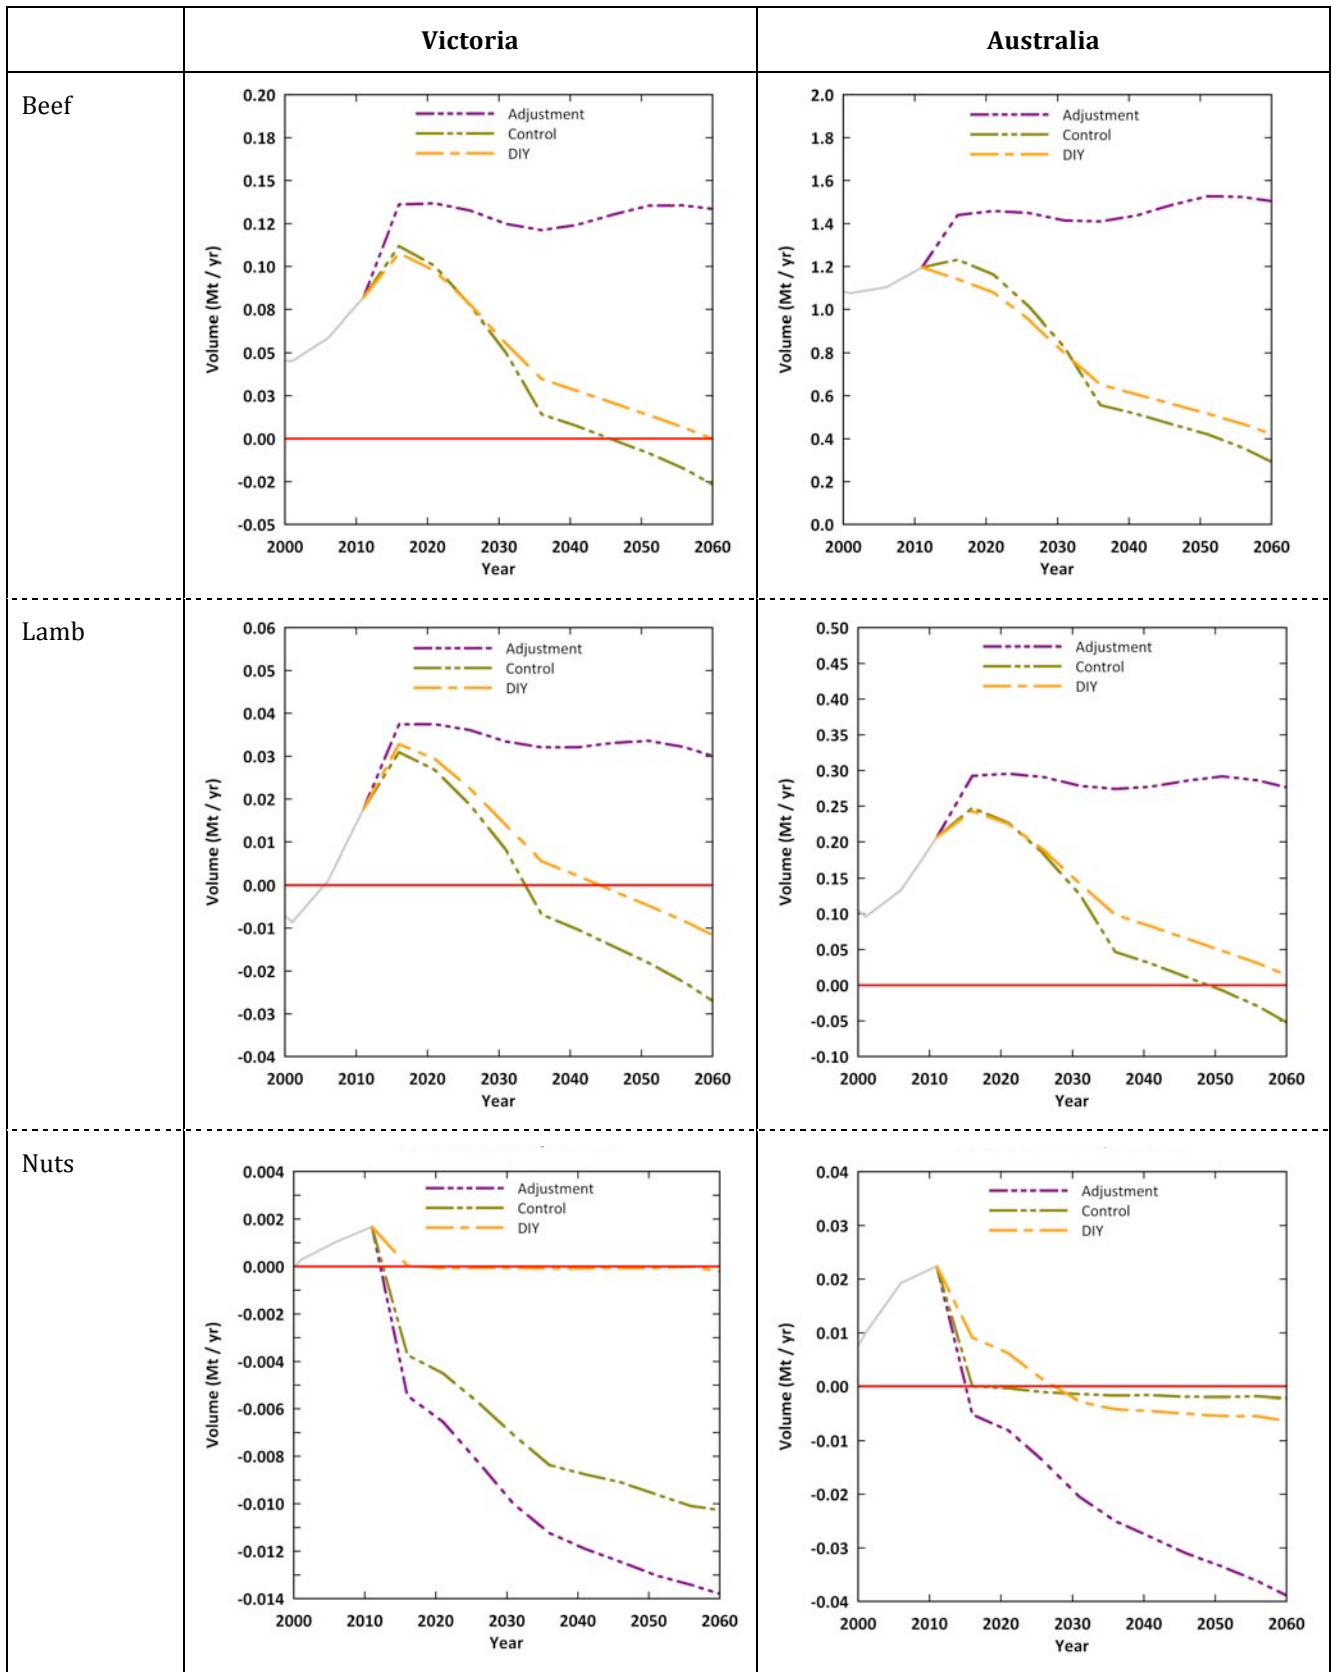 Victoria Australia
Beef
0.20
0.18
0.15
0.12
0.10
0.08
0.05
0.03
0.00
-0.02
-0.05
Volume (Mt / yr)
Adjustment
Control
DIY
2000 2010 2020 2030 2040 2050 2060
Year
2.0
1.8
1.6
1.4
1.2
1.0
0.8
0.6
0.4
0.2
0.0
Volume (Mt / yr)
Adjustment
Control
DIY
2000 2010 2020 2030 2040 2050 2060
Year
Lamb
0.06
0.05
0.04
0.03
0.02
0.01
0.00
-0.01
-0.02
-0.03
-0.04
Volume (Mt / yr)
Adjustment
Control
DIY
2000 2010 2020 2030 2040 2050 2060
Year
0.50
0.45
0.40
0.35
0.30
0.25
0.20
0.15
0.10
0.05
0.00
-0.05
-0.10
Volume (Mt / yr)
Adjustment
Control
DIY
2000 2010 2020 2030 2040 2050 2060
Year
Nuts
0.004
0.002
0.000
-0.002
-0.004
-0.006
-0.008
-0.010
-0.012
-0.014
Volume (Mt / yr)
Adjustment
Control
DIY
2000 2010 2020 2030 2040 2050 2060
Year
0.04
0.03
0.02
0.01
0.00
-0.01
-0.02
-0.03
-0.04
Volume (Mt / yr)
Adjustment
Control
DIY
2000 2010 2020 2030 2040 2050 2060
Year